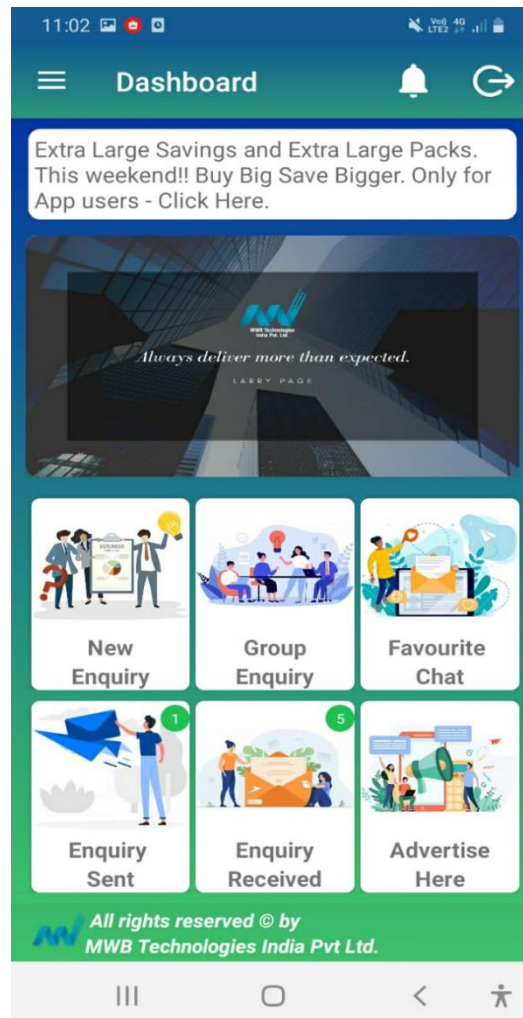 11:02
Vo)) 4G
LTE2
Dashboard
Extra Large Savings and Extra Large Packs.
This weekend!! Buy Big Save Bigger. Only for
App users - Click Here.
MWB Technologies
India Pvt. Ltd
Always deliver more than expected.
LARRY PAGE
New
Enquiry
Group
Enquiry
Favourite
Chat
1
Enquiry
Sent
5
Enquiry
Received
Advertise
Here
All rights reserved © by
MWB Technologies India Pvt Ltd.